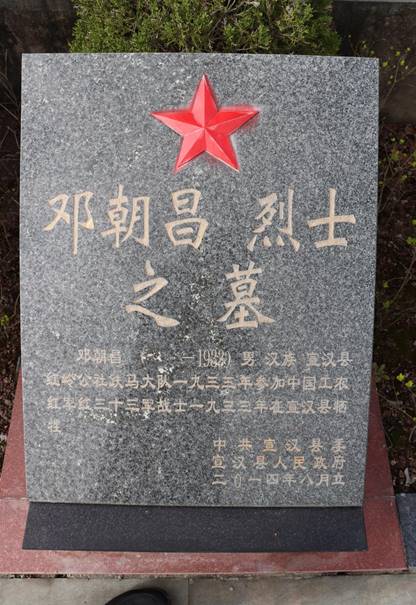 邓朝昌 烈士
之墓
邓朝昌 (-- --1933) 男 汉族 宣汉县
红岭公社跃马大队一九三三年参加中国工农
红军红三十三军战士一九三三年在宣汉县牺
牲
中共宣汉县委
宣汉县人民政府
二0一四年八月立